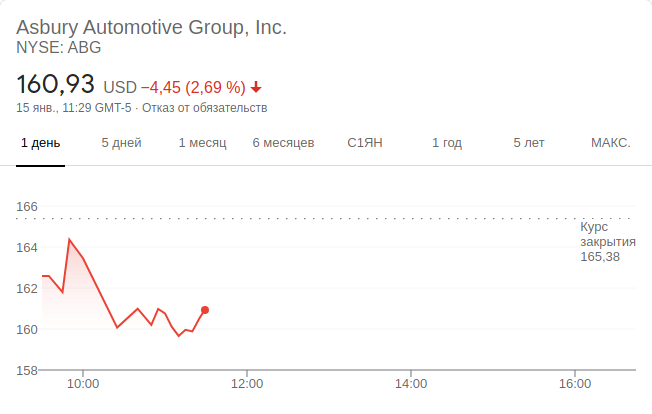 Asbury Automotive Group, Inc.
NYSE: ABG
160,93 USD −4,45 (2,69 %)
15 янв., 11:29 GMT-5 · Отказ от обязательств
1 день 5 дней 1 месяц 6 месяцев С1ЯН 1 год 5 лет МАКС.
166
Курс
закрытия
165,38
164
162
160
158
10:00 12:00 14:00 16:00